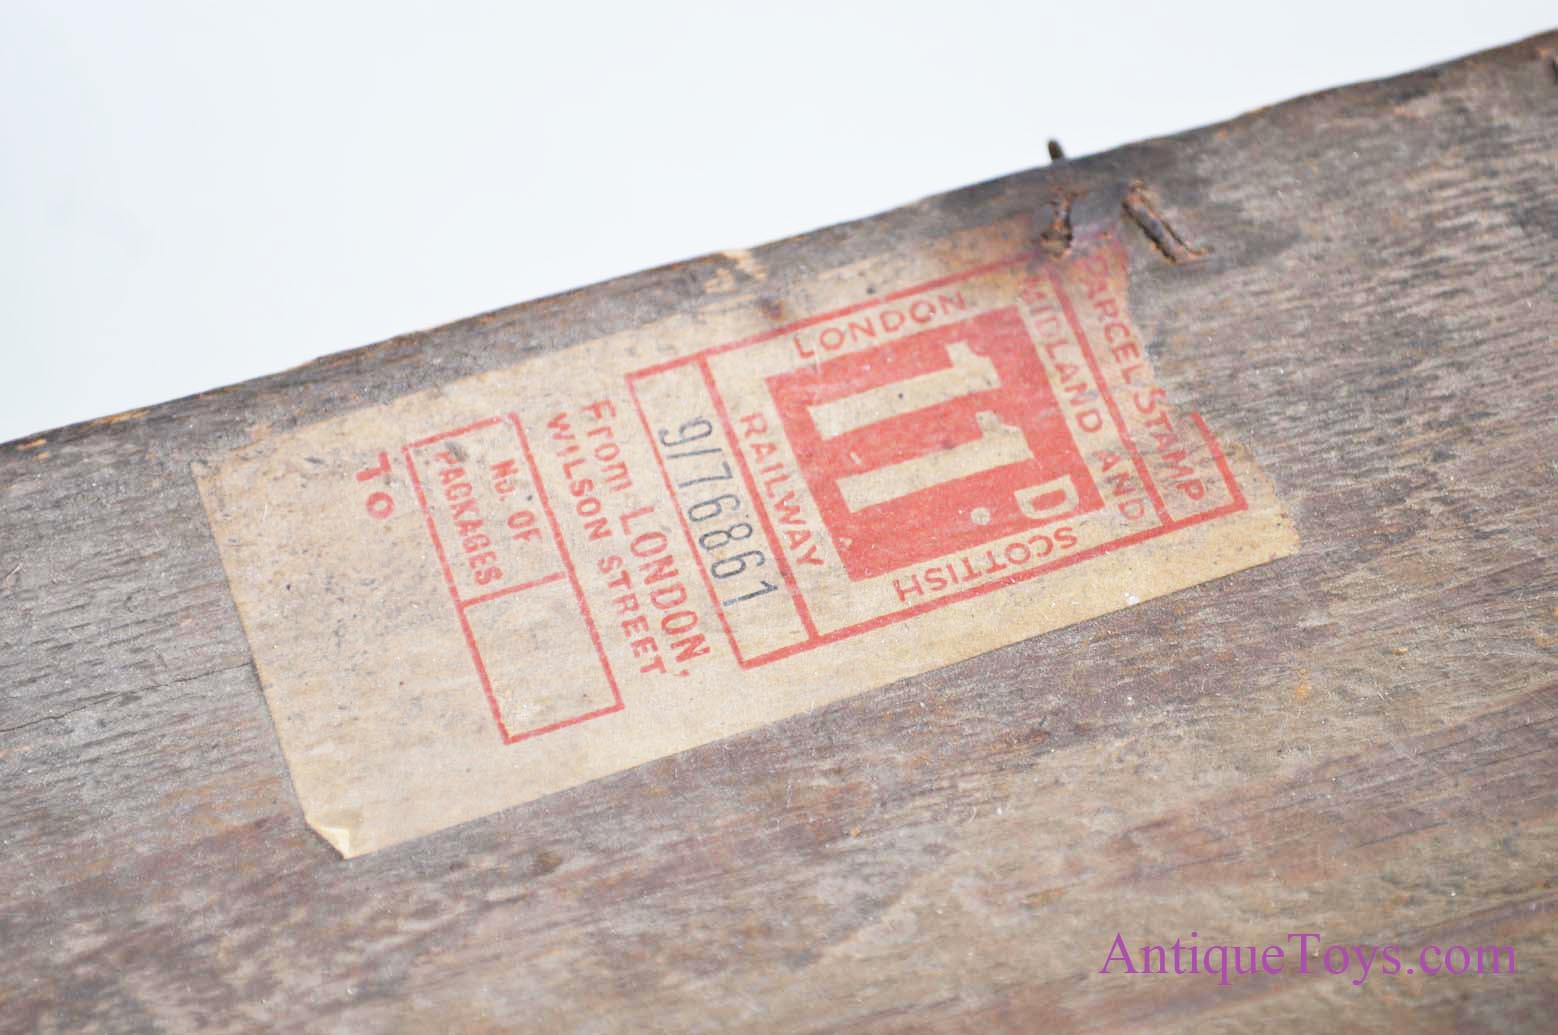 PARCEL STAMP
LONDON
MIDLAND AND
SCOTTISH
RAILWAY
11D.
9/76861
From LONDON,
WILSON STREET
NO. OF
PACKAGES
TO
AntiqueToys.com